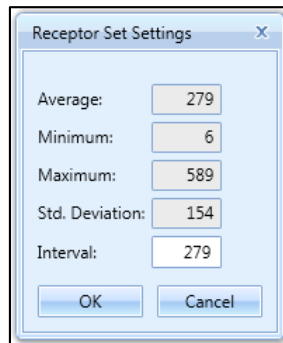 Receptor Set Settings X
Average: 279
Minimum: 6
Maximum: 589
Std. Deviation: 154
Interval: 279
OK Cancel